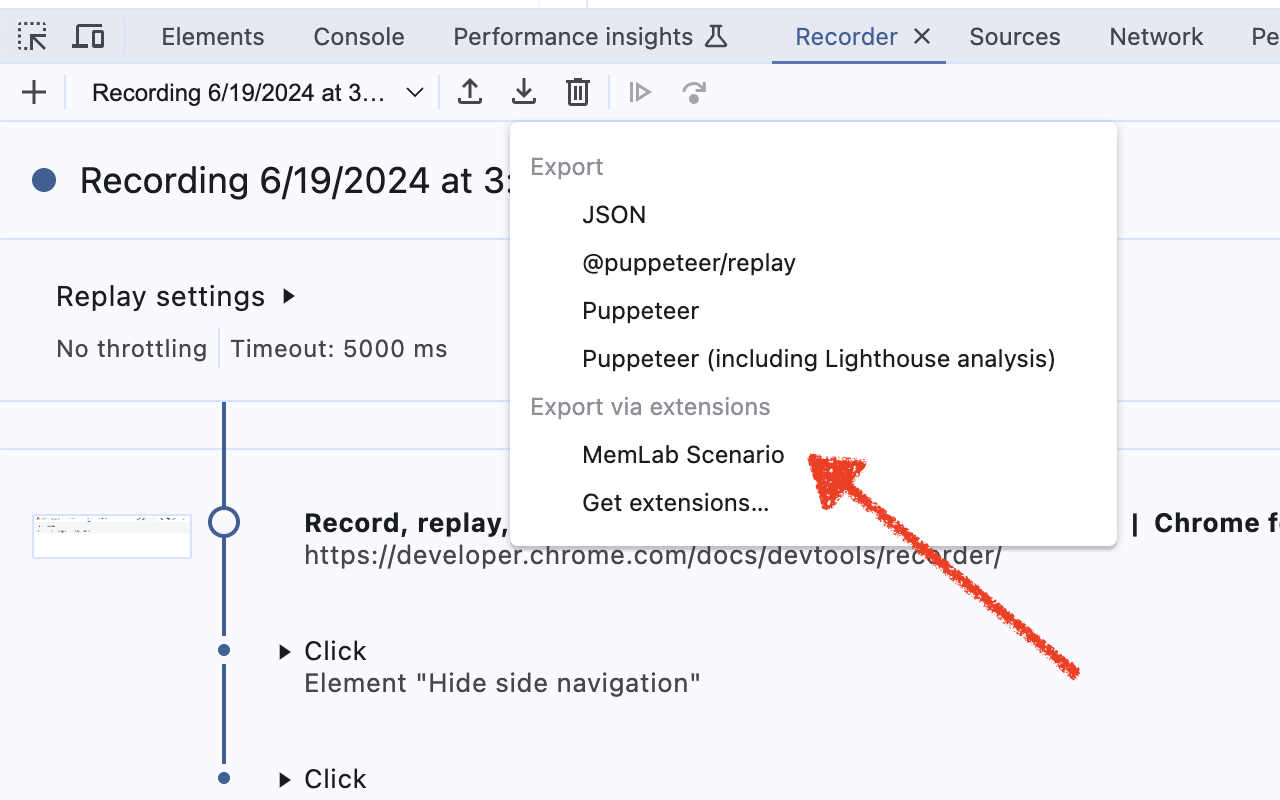 Elements Console Performance insights Recorder Sources Network Pe
Recording 6/19/2024 at 3...
Recording 6/19/2024 at 3:
Export
JSON
@puppeteer/replay
Puppeteer
Puppeteer (including Lighthouse analysis)
Export via extensions
MemLab Scenario
Get extensions...
Replay settings
No throttling Timeout: 5000 ms
Record, replay, | Chrome f
https://developer.chrome.com/docs/devtools/recorder/
Click
Element "Hide side navigation"
Click